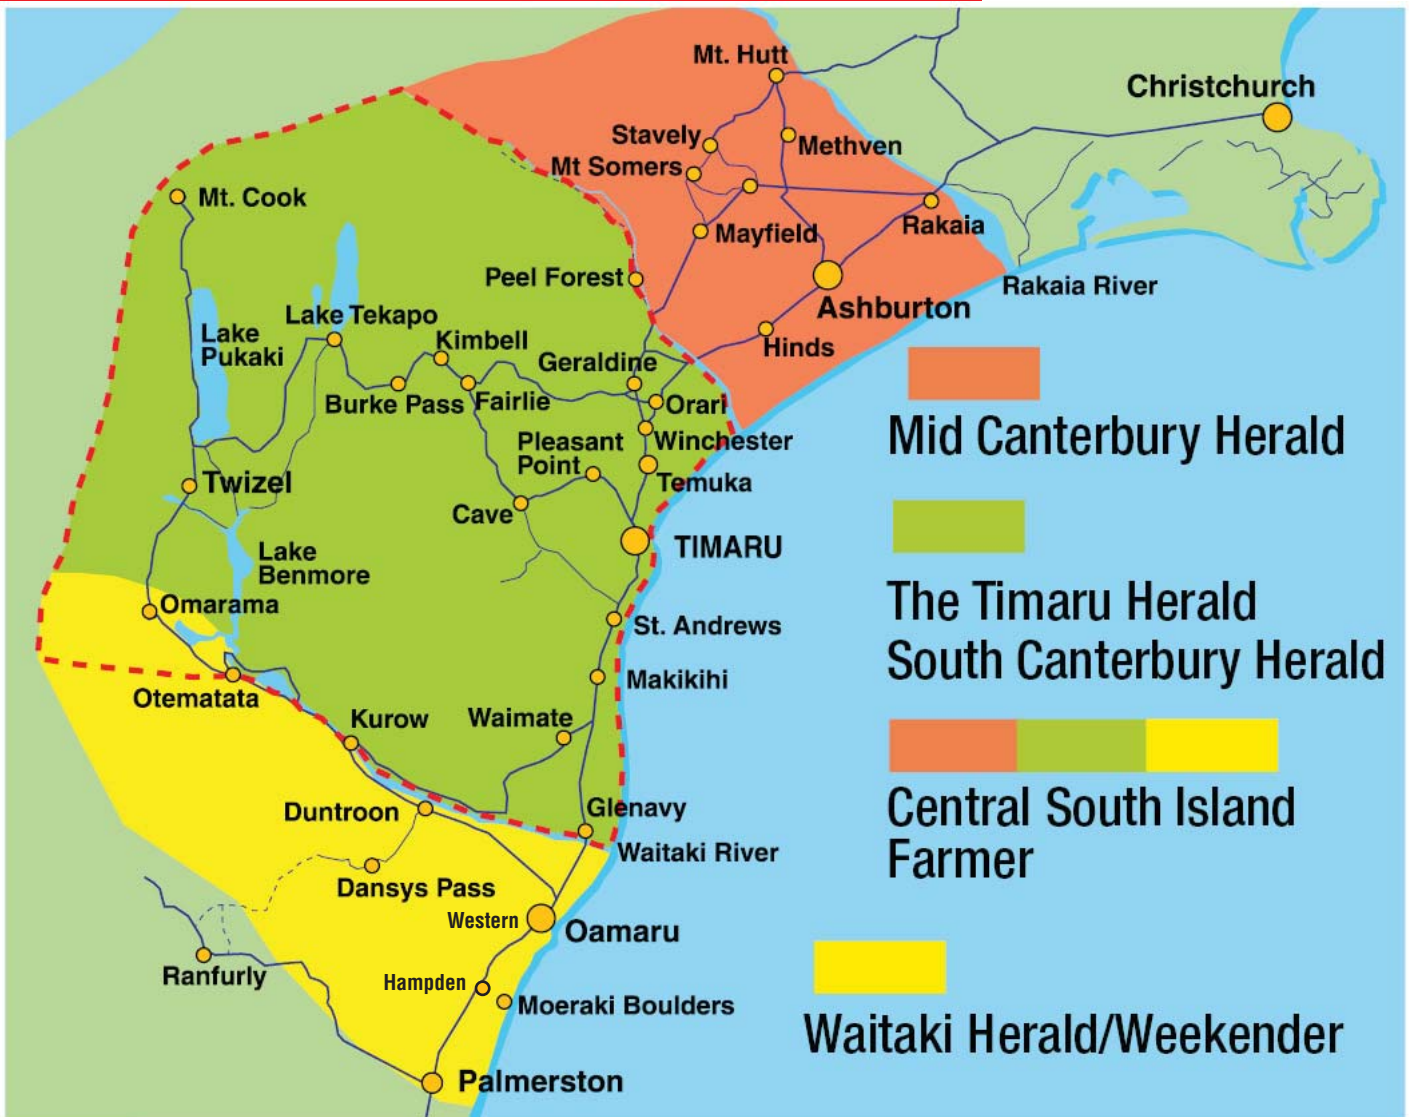 Mt. Hutt
Christchurch
Stavely
Methven
Mt Somers
Mt. Cook
Mayfield
Rakaia
Peel Forest
Rakaia River
Ashburton
Lake Tekapo
Lake
Pukaki
Kimbell
Hinds
Geraldine
Burke Pass
Fairlie
Orari
Mid Canterbury Herald
Pleasant
Point
Winchester
Twizel
Temuka
Cave
TIMARU
Lake
Benmore
The Timaru Herald
South Canterbury Herald
Omarama
St. Andrews
Makikihi
Otematata
Kurow
Waimate
Central South Island
Farmer
Duntroon
Glenavy
Waitaki River
Dansys Pass
Western
Oamaru
Ranfurly
Hampden
Moeraki Boulders
Waitaki Herald/Weekender
Palmerston